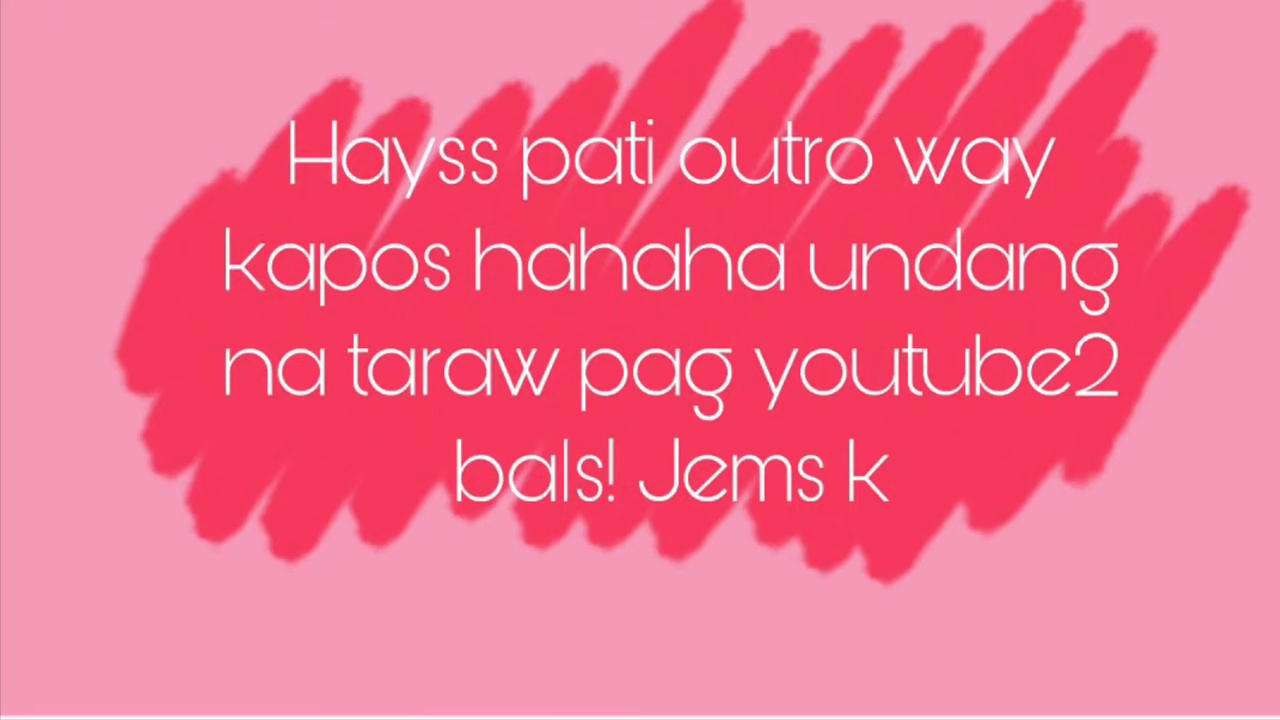 Hayss pati outro way
kapos hahaha undang
na taraw pag youtube2
bals! Jems k